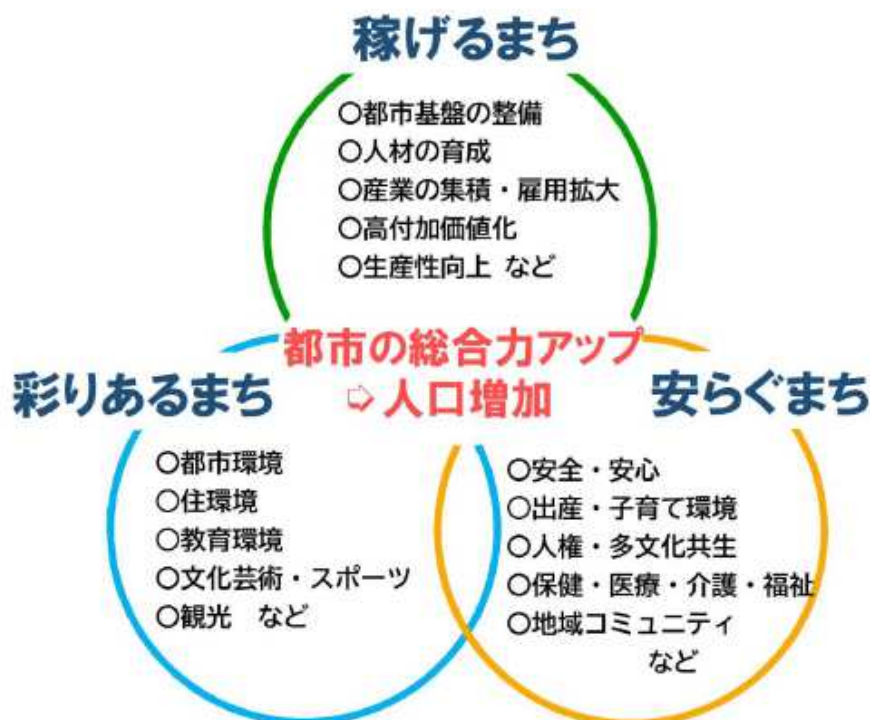 稼げるまち
○都市基盤の整備
○人材の育成
○産業の集積・雇用拡大
○高付加価値化
○生産性向上 など
都市の総合力アップ
⇨人口増加
彩りあるまち
○都市環境
○住環境
○教育環境
○文化芸術・スポーツ
○観光　など
安らぐまち
○安全・安心
○出産・子育て環境
○人権・多文化共生
○保健・医療・介護・福祉
○地域コミュニティ
など